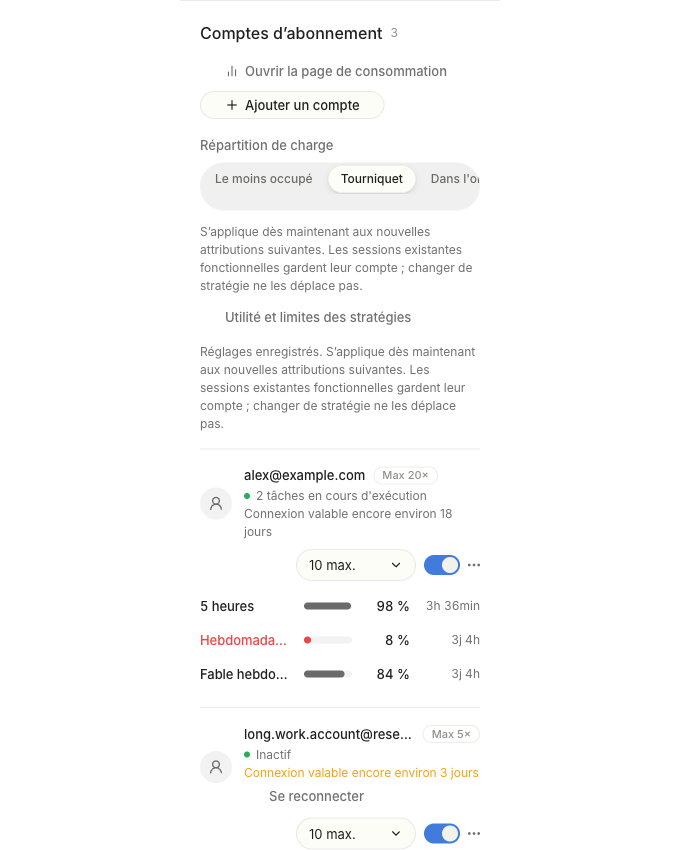 Comptes d’abonnement 3
Ouvrir la page de consommation
+ Ajouter un compte
Répartition de charge
Le moins occupé Tourniquet Dans l'o
S’applique dès maintenant aux nouvelles
attributions suivantes. Les sessions existantes
fonctionnelles gardent leur compte ; changer de
stratégie ne les déplace pas.
Utilité et limites des stratégies
Réglages enregistrés. S’applique dès maintenant
aux nouvelles attributions suivantes. Les
sessions existantes fonctionnelles gardent leur
compte ; changer de stratégie ne les déplace
pas.
alex@example.com Max 20×
2 tâches en cours d'exécution
Connexion valable encore environ 18
jours
10 max.
5 heures 98 % 3h 36min
Hebdomada... 8 % 3j 4h
Fable hebdo... 84 % 3j 4h
long.work.account@rese... Max 5×
Inactif
Connexion valable encore environ 3 jours
Se reconnecter
10 max.